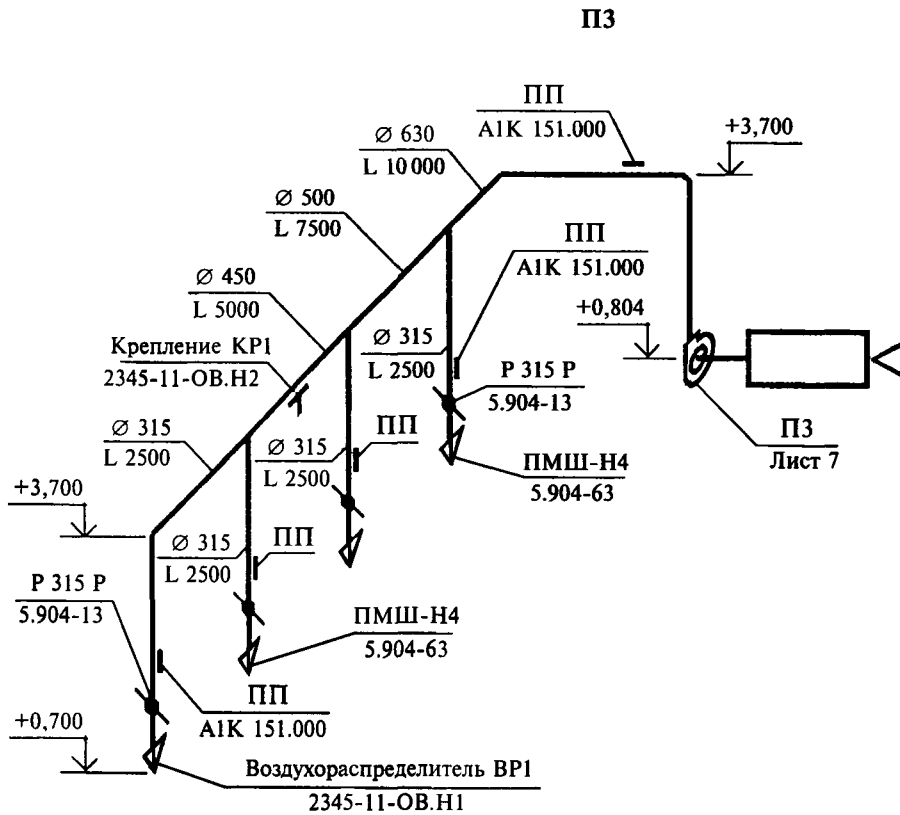 П3
ПП
А1К 151.000
+3,700
∅ 630
L 10 000
∅ 500
L 7500
ПП
А1К 151.000
∅ 450
L 5000
+0,804
Крепление КР1
2345-11-ОВ.Н2
∅ 315
L 2500
Р 315 Р
5.904-13
∅ 315
L 2500
∅ 315
L 2500
ПП
ПМШ-Н4
5.904-63
П3
Лист 7
+3,700
∅ 315
L 2500
ПП
Р 315 Р
5.904-13
ПМШ-Н4
5.904-63
ПП
А1К 151.000
+0,700
Воздухораспределитель ВР1
2345-11-ОВ.Н1